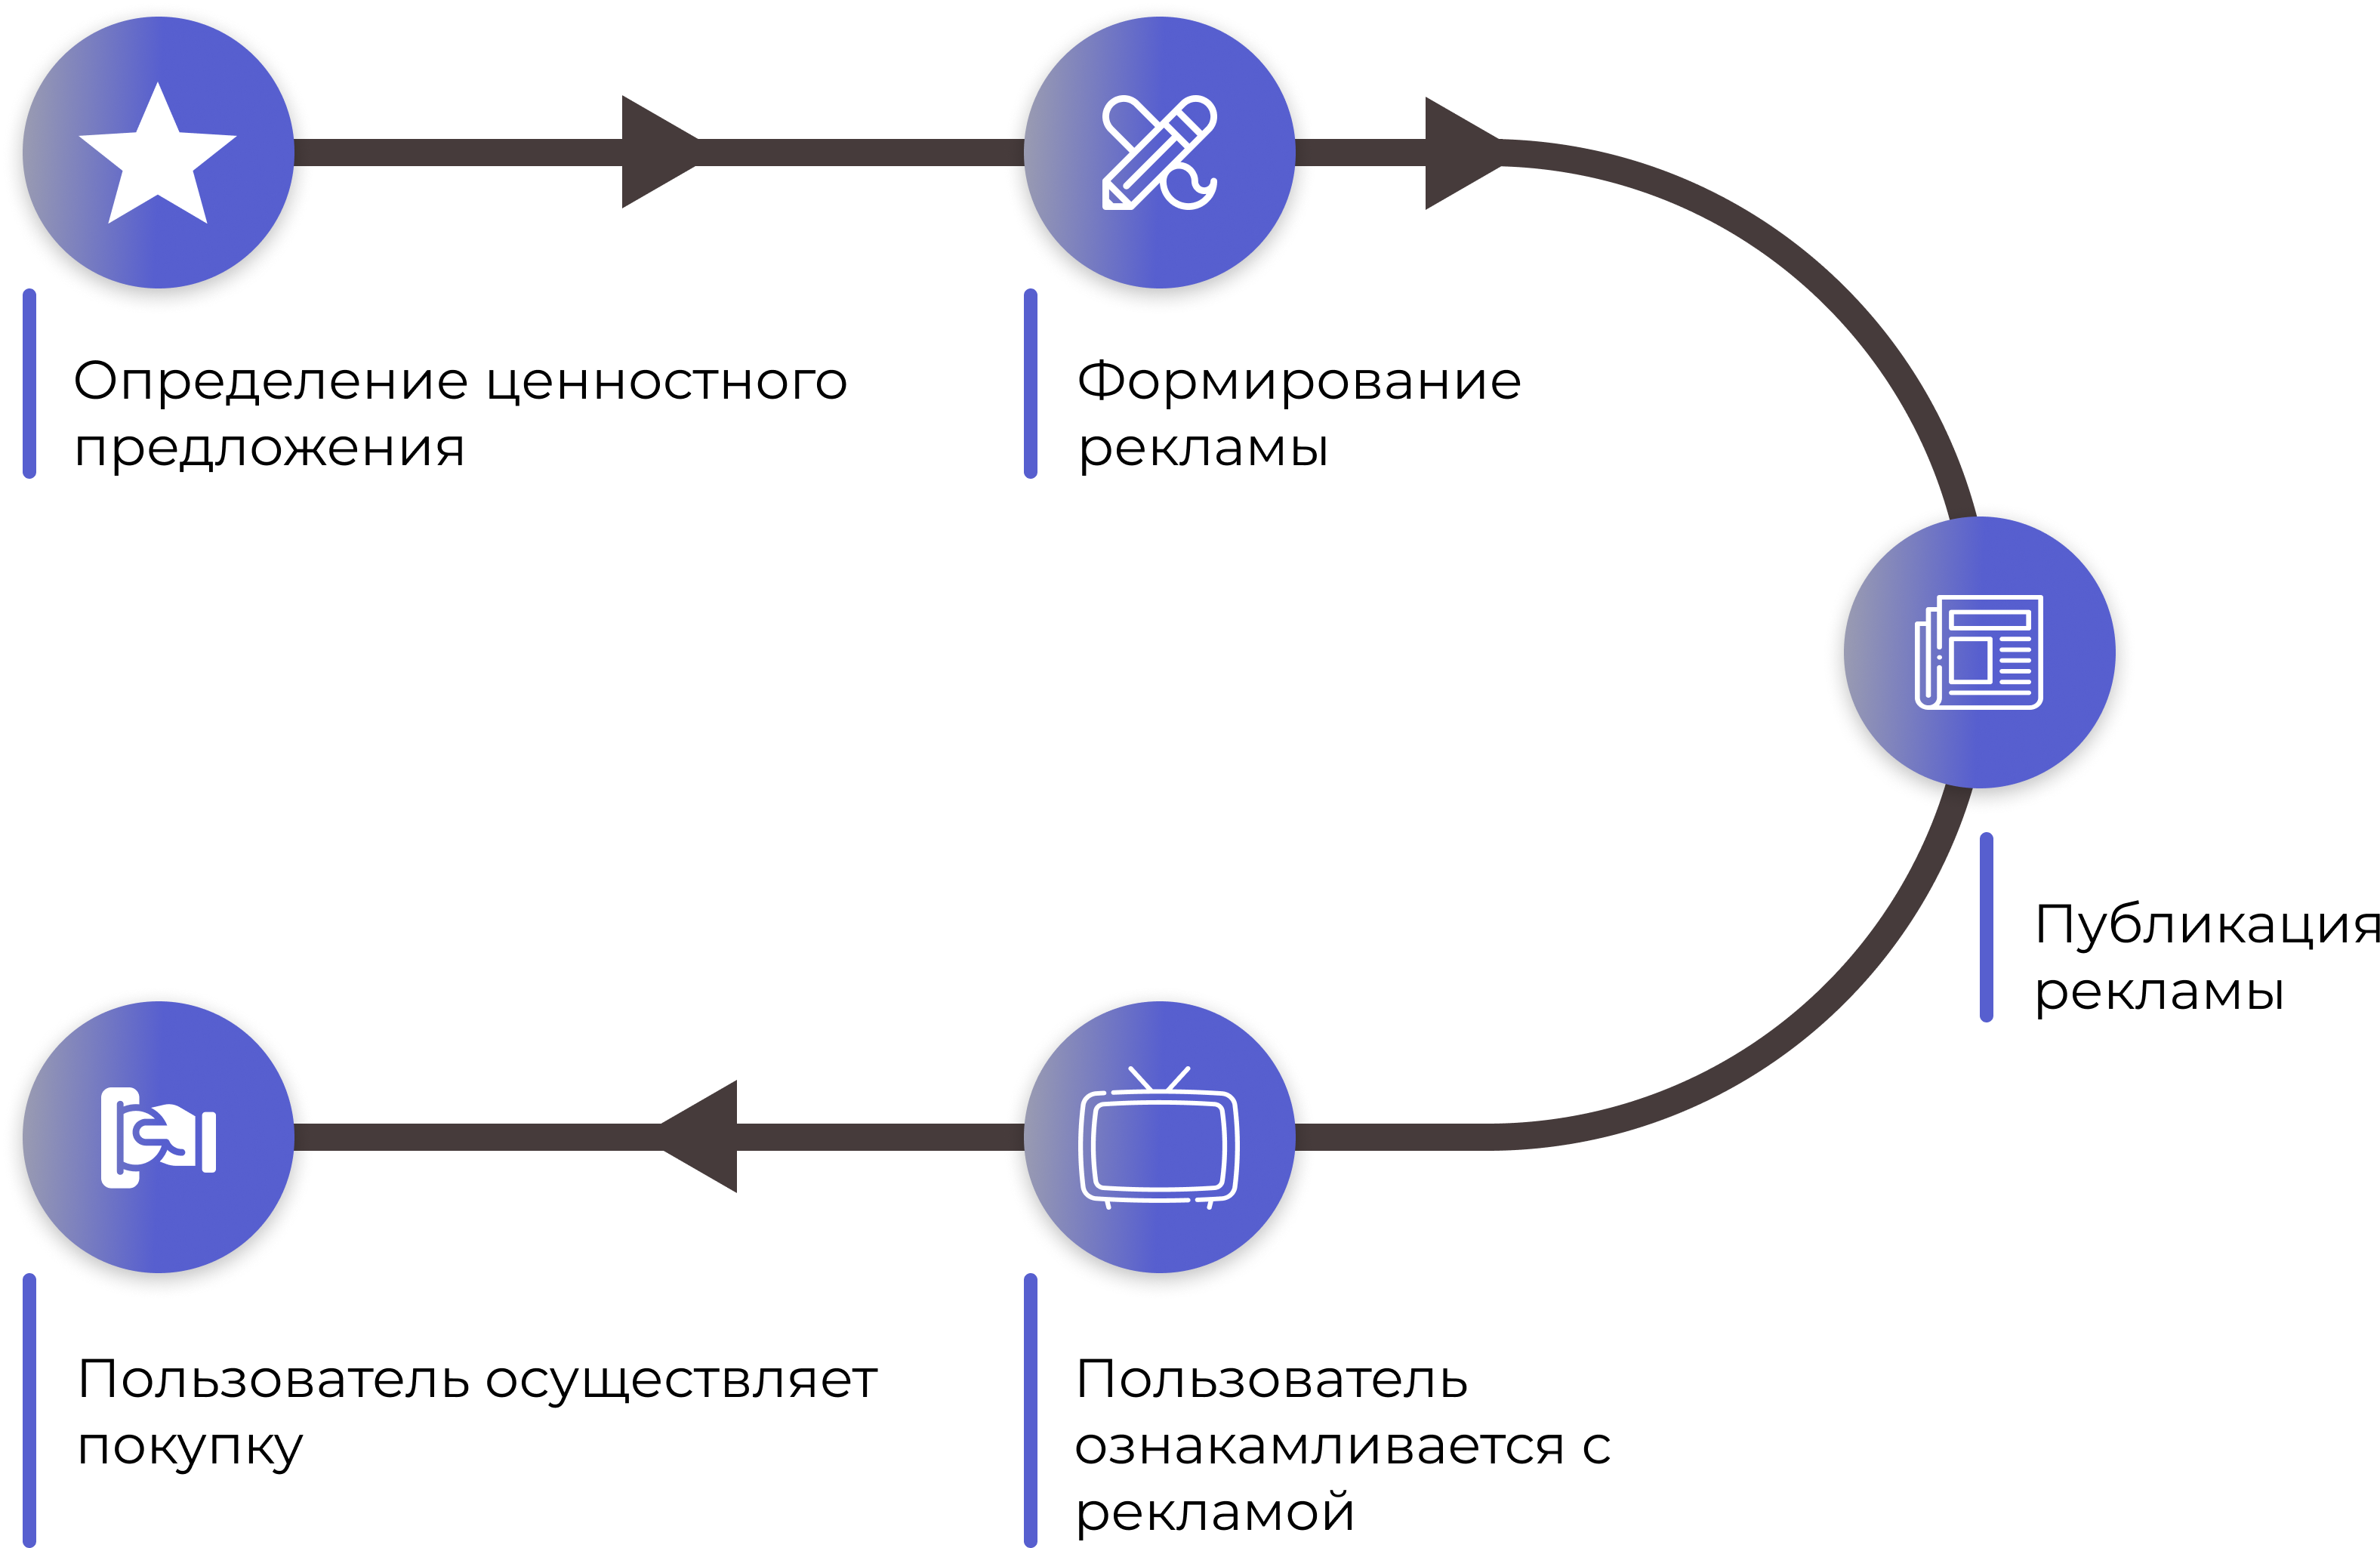 Определение ценностного
предложения
Формирование
рекламы
Публикация
рекламы
Пользователь
ознакамливается с
рекламой
Пользователь осуществляет
покупку